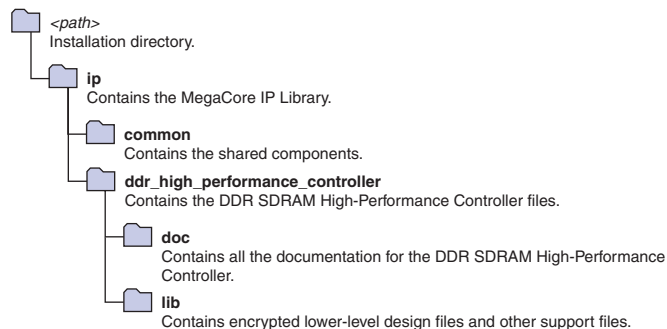 <path>
Installation directory.
ip
Contains the MegaCore IP Library.
common
Contains the shared components.
ddr_high_performance_controller
Contains the DDR SDRAM High-Performance Controller files.
doc
Contains all the documentation for the DDR SDRAM High-Performance
Controller.
lib
Contains encrypted lower-level design files and other support files.